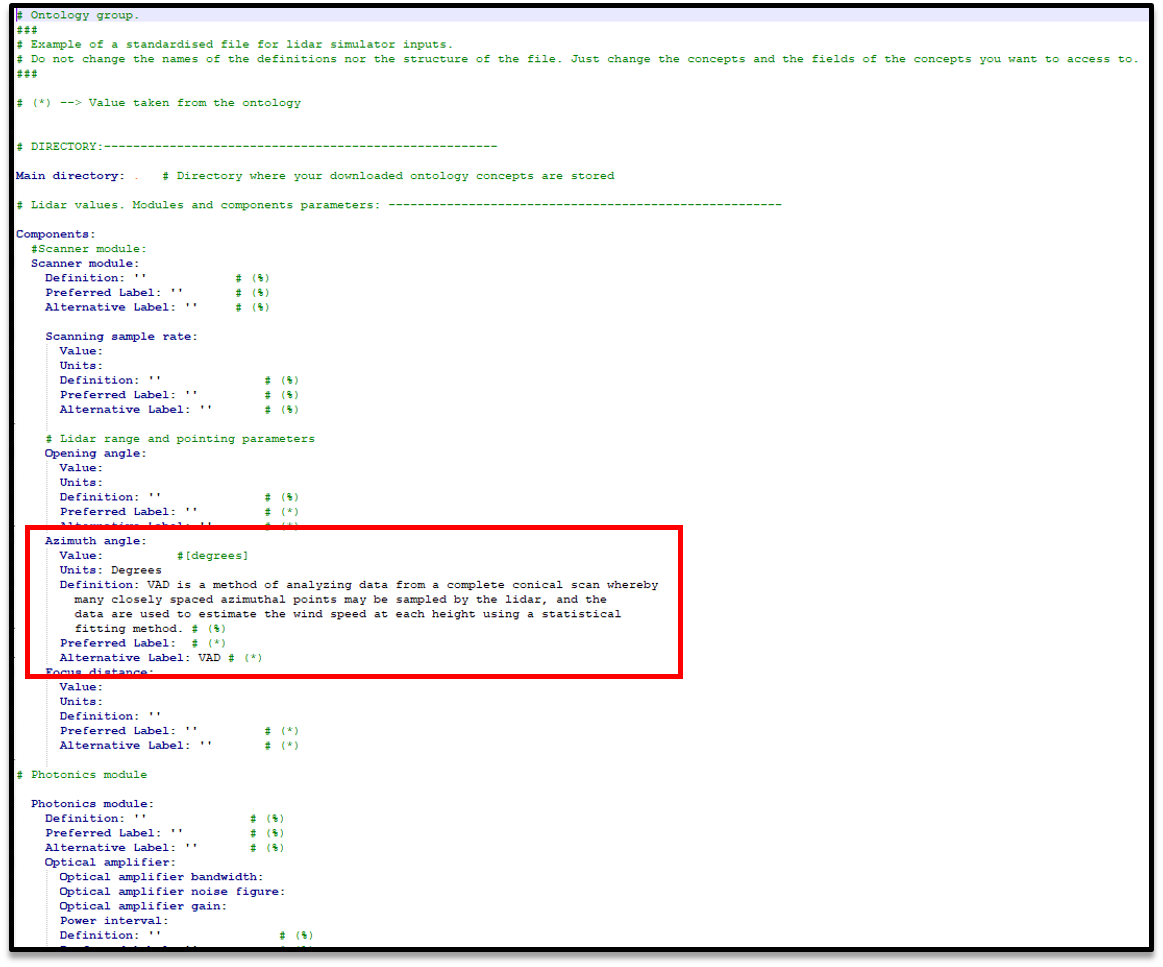 # Ontology group.
###
# Example of a standardised file for lidar simulator inputs.
# Do not change the names of the definitions nor the structure of the file. Just change the concepts and the fields of the concepts you want to access to.
###
# (*) --> Value taken from the ontology
# DIRECTORY:------------------------------------------------------
Main directory: .   # Directory where your downloaded ontology concepts are stored
# Lidar values. Modules and components parameters: ------------------------------------------------------
Components:
  #Scanner module:
  Scanner module:
    Definition: ''            # (%)
    Preferred Label: ''       # (%)
    Alternative Label: ''     # (%)
    Scanning sample rate:
      Value:
      Units:
      Definition: ''              # (%)
      Preferred Label: ''         # (%)
      Alternative Label: ''       # (%)
    # Lidar range and pointing parameters
    Opening angle:
      Value:
      Units:
      Definition: ''              # (%)
      Preferred Label: ''         # (*)
      Alternative Label: ''       # (*)
    Azimuth angle:
      Value:          #[degrees]
      Units: Degrees
      Definition: VAD is a method of analyzing data from a complete conical scan whereby
        many closely spaced azimuthal points may be sampled by the lidar, and the
        data are used to estimate the wind speed at each height using a statistical
        fitting method. # (%)
      Preferred Label:  # (*)
      Alternative Label: VAD # (*)
    Focus distance:
      Value:
      Units:
      Definition: ''
      Preferred Label: ''         # (*)
      Alternative Label: ''       # (*)
# Photonics module
  Photonics module:
    Definition: ''              # (%)
    Preferred Label: ''         # (%)
    Alternative Label: ''       # (%)
    Optical amplifier:
      Optical amplifier bandwidth:
      Optical amplifier noise figure:
      Optical amplifier gain:
      Power interval:
      Definition: ''                # (%)